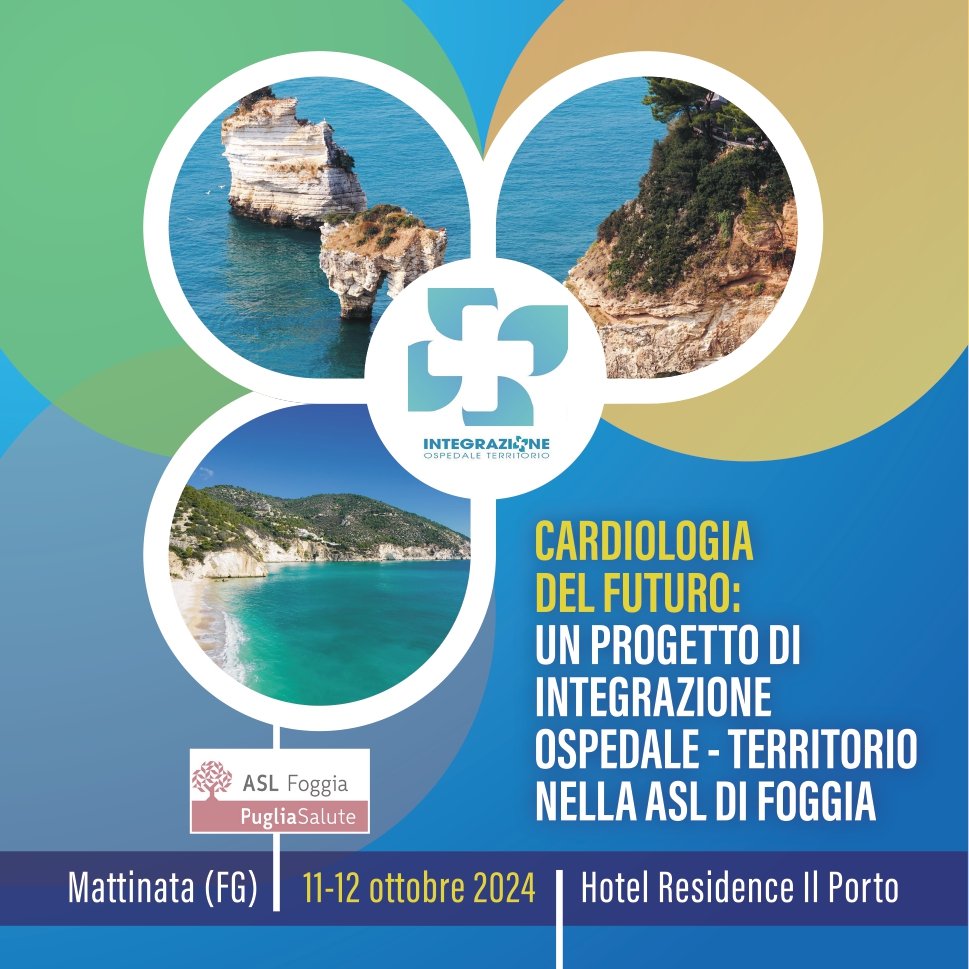 INTEGRAZIONE
OSPEDALE TERRITORIO
CARDIOLOGIA
DEL FUTURO:
UN PROGETTO DI
INTEGRAZIONE
OSPEDALE - TERRITORIO
NELLA ASL DI FOGGIA
ASL Foggia
PugliaSalute
Mattinata (FG)
11-12 ottobre 2024
Hotel Residence Il Porto